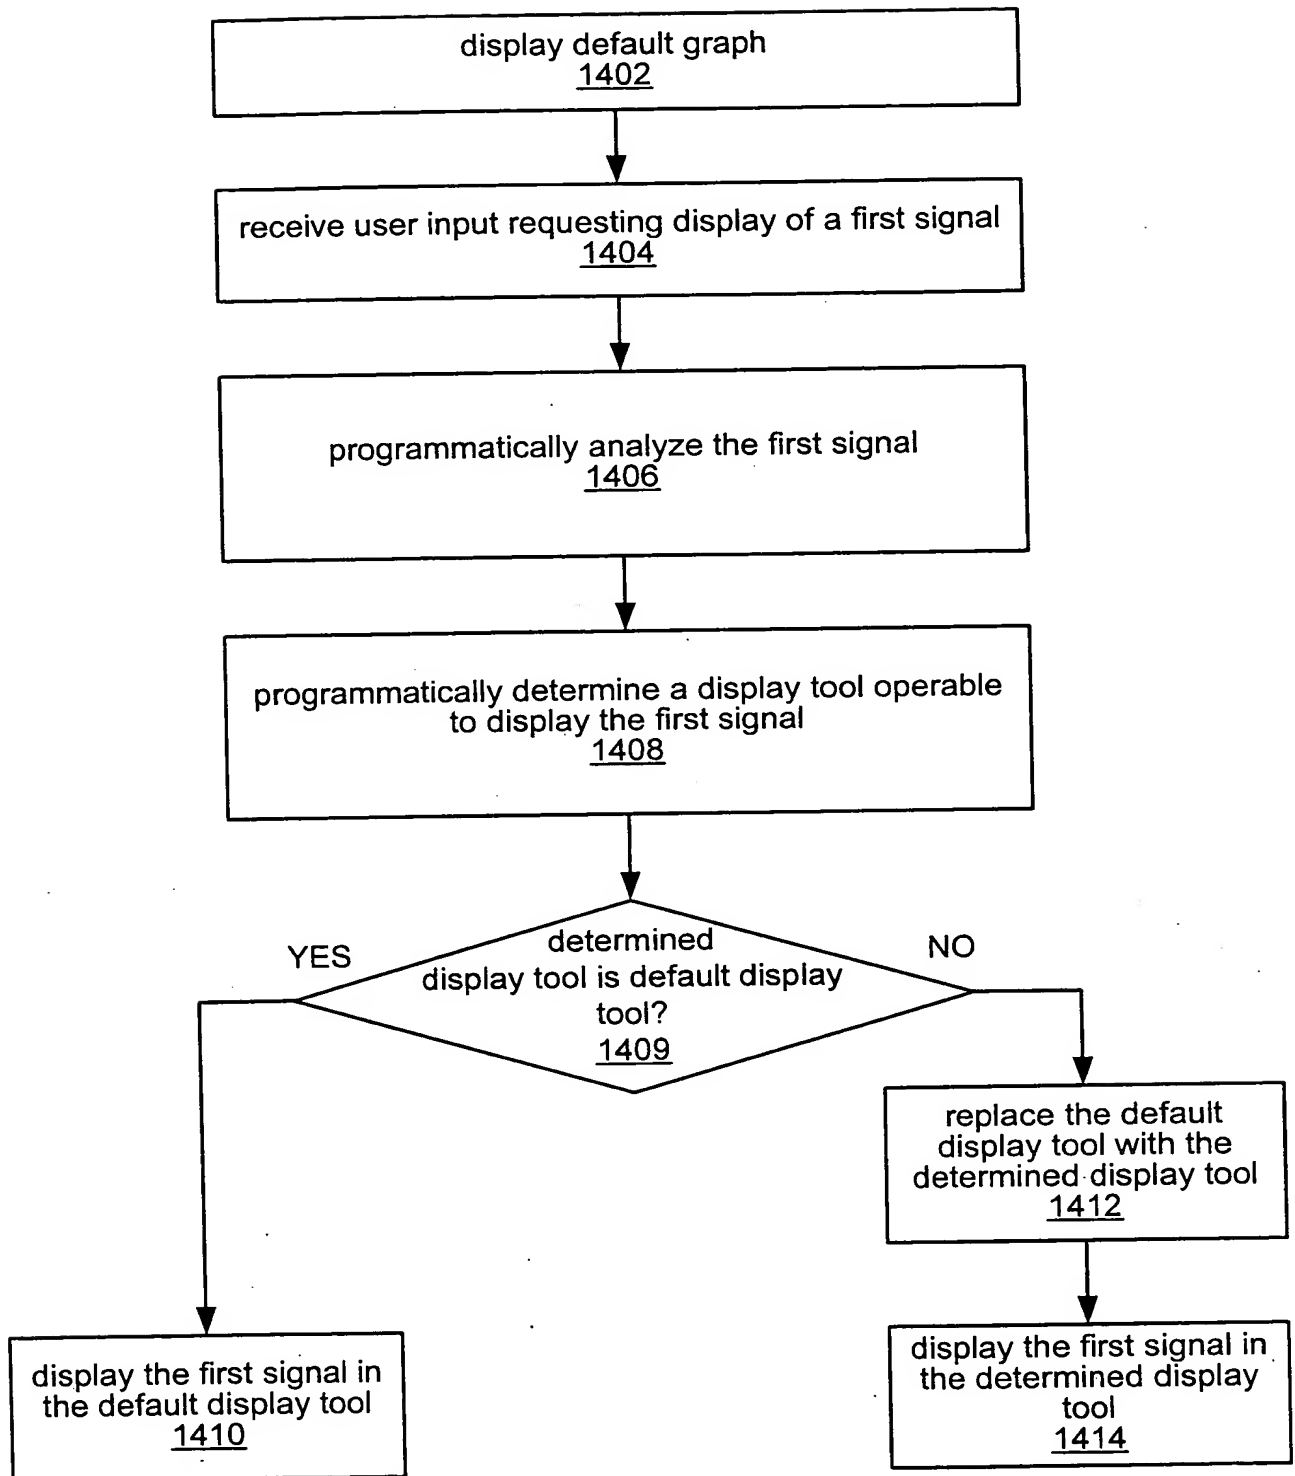 display default graph
1402
receive user input requesting display of a first signal
1404
programmatically analyze the first signal
1406
programmatically determine a display tool operable
to display the first signal
1408
YES
determined
display tool is default display
tool?
1409
NO
replace the default
display tool with the
determined display tool
1412
display the first signal in
the default display tool
1410
display the first signal in
the determined display
tool
1414